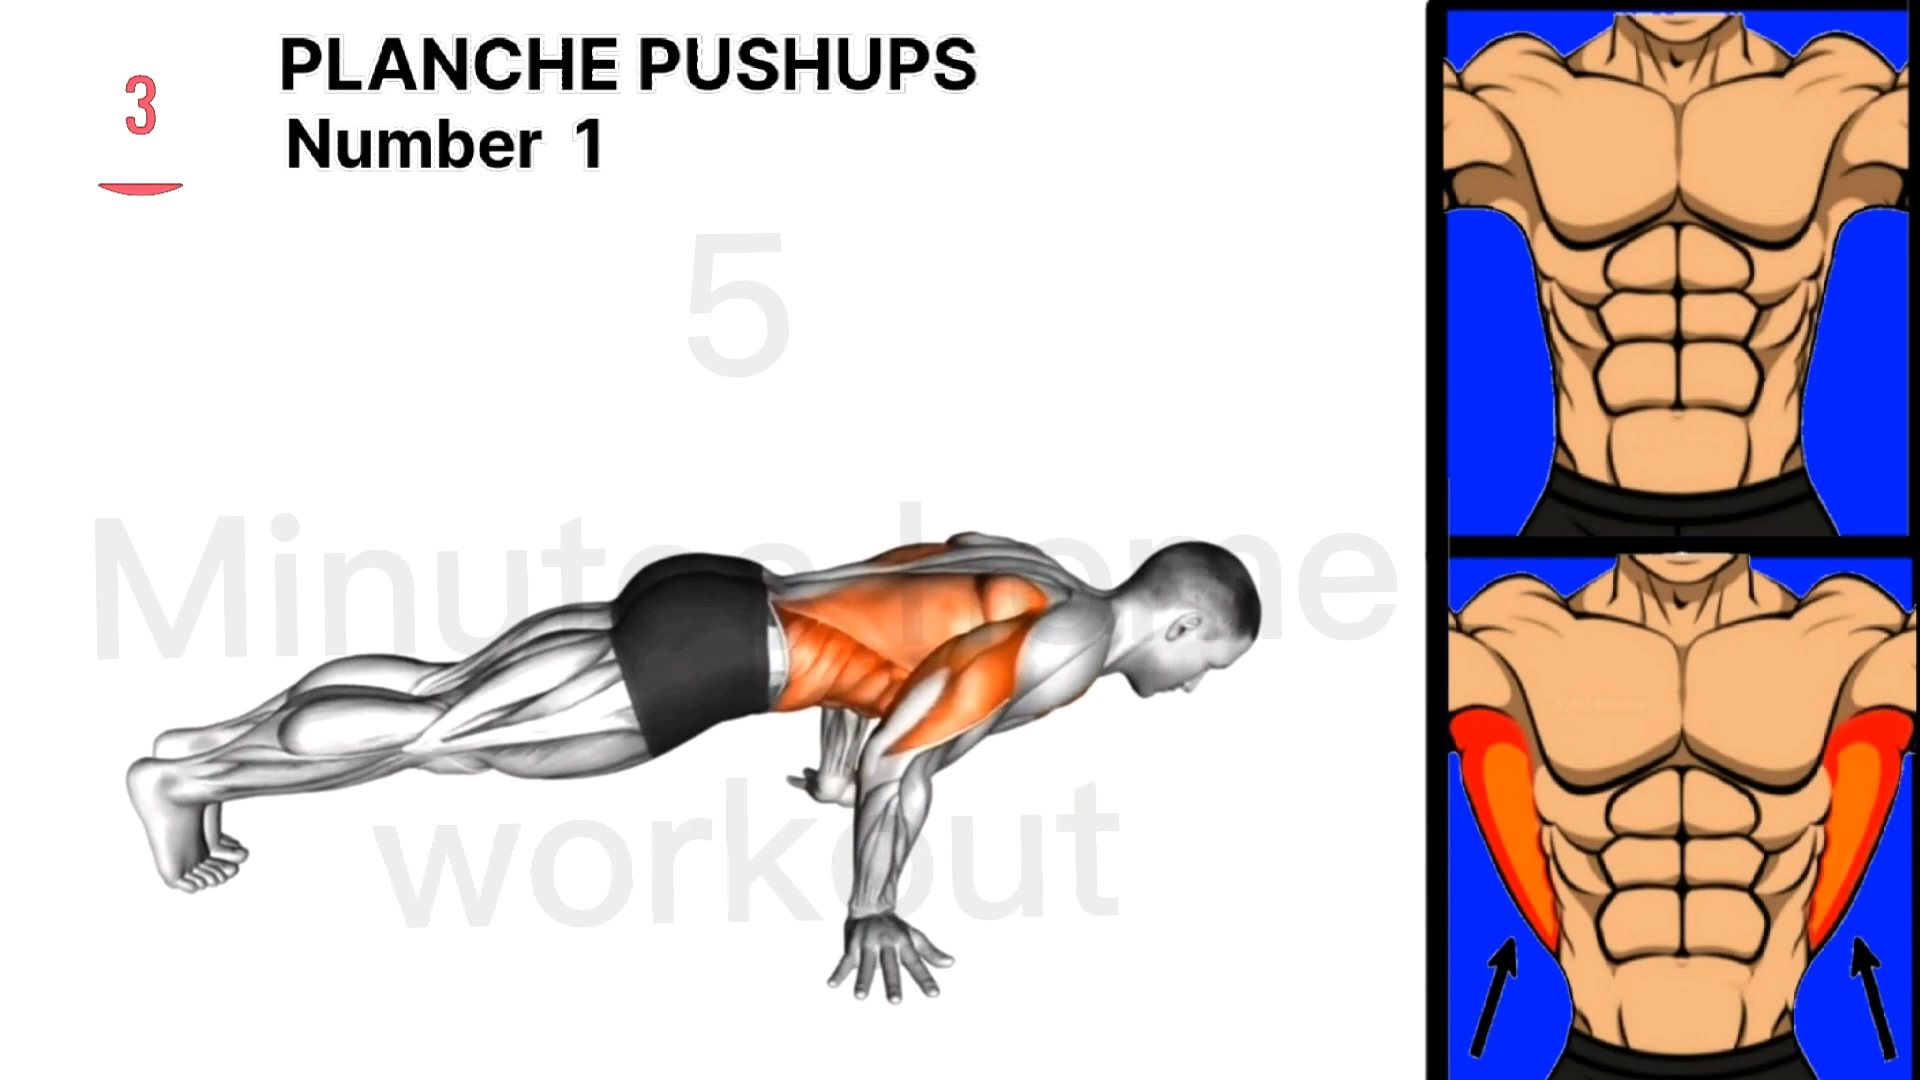 3
PLANCHE PUSHUPS
Number 1
5
Minutes home
workout